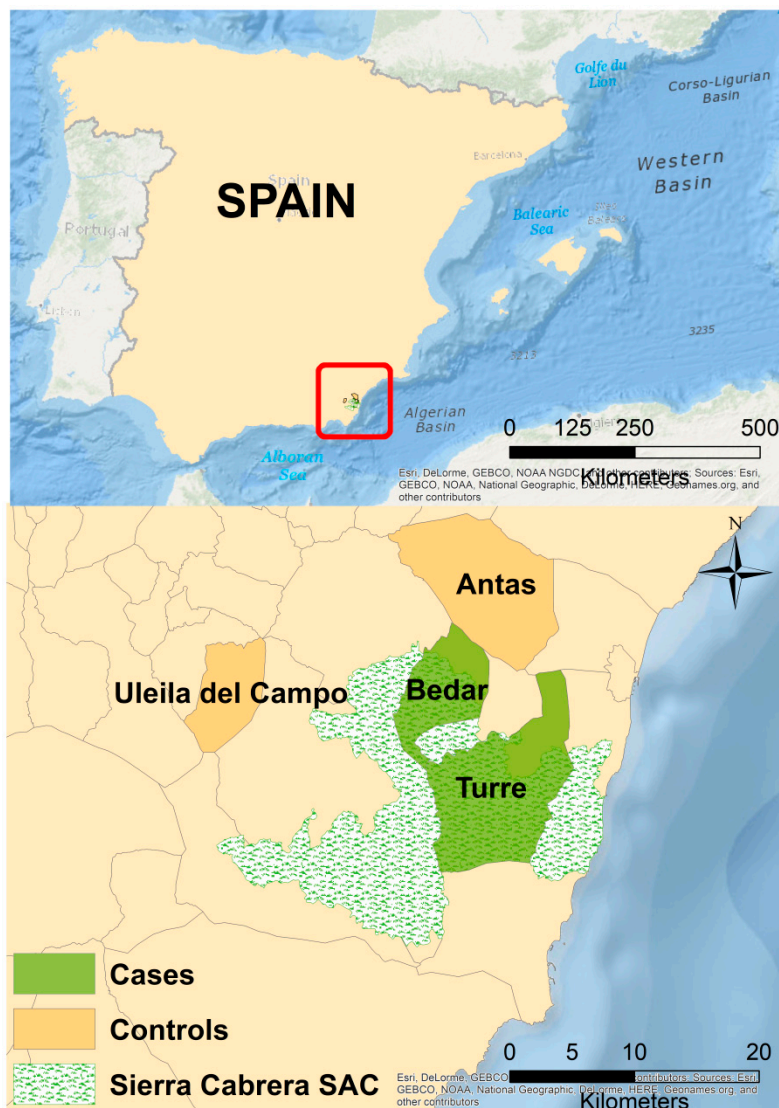 Golfe du
Lion
Corso-Ligurian
Basin
Barcelona
Western
Basin
Spain
SPAIN
Balearic
Sea
Portugal
3235
3213
Algerian
Basin
Alboran
Sea
0 125 250 500
Kilometers
Esri, DeLorme, GEBCO, NOAA NGDC, and other contributors; Sources: Esri,
GEBCO, NOAA, National Geographic, DeLorme, HERE, Geonames.org, and
other contributors
N
Antas
Uleila del Campo
Bedar
Turre
Cases
Controls
Sierra Cabrera SAC
0 5 10 20
Kilometers
Esri, DeLorme, GEBCO contributors; Sources: Esri,
GEBCO, NOAA, National Geographic, DeLorme, HERE, Geonames.org, and
other contributors